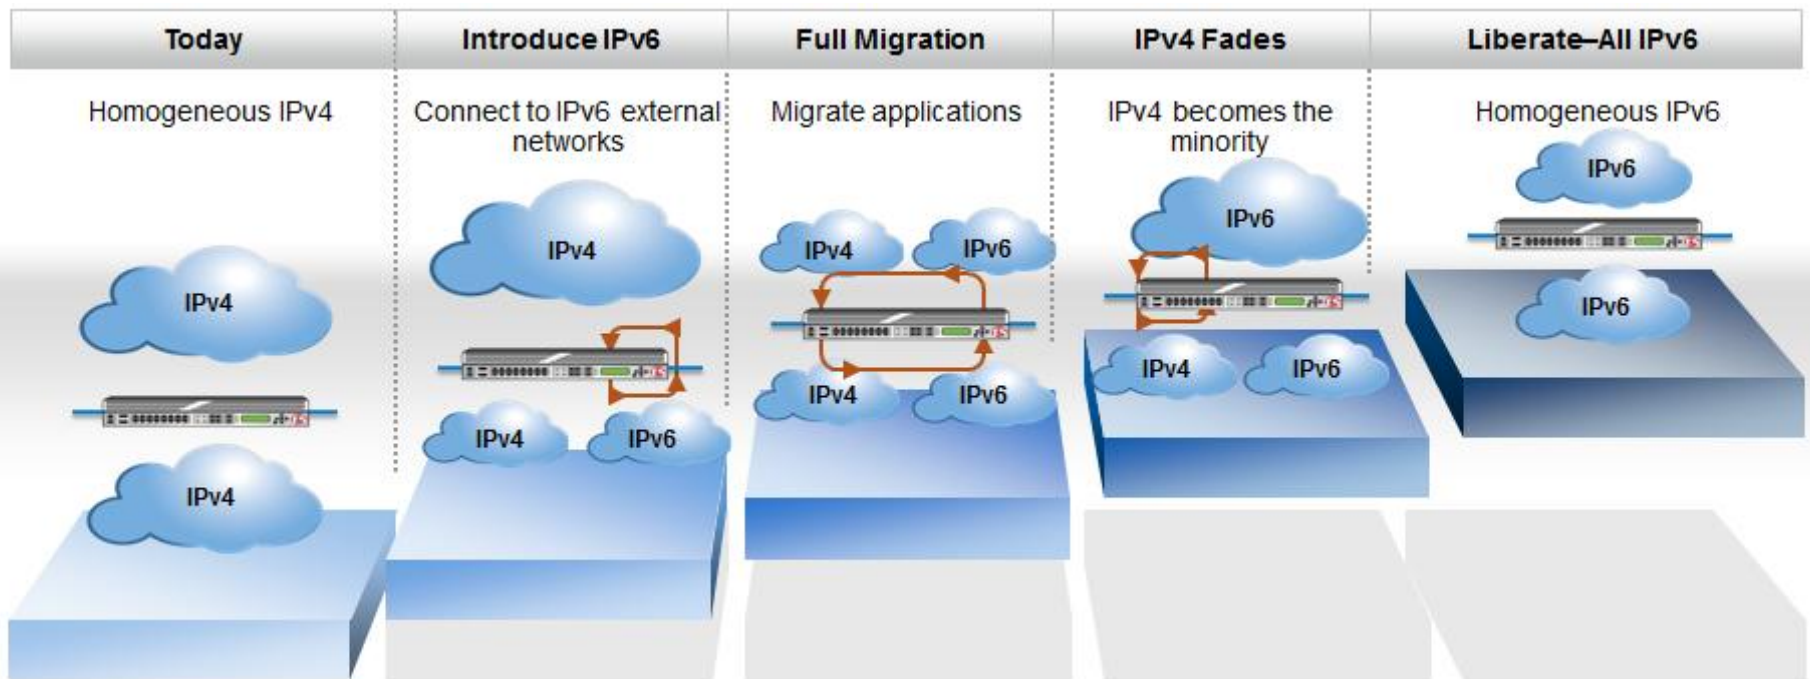 Today
Introduce IPv6
Full Migration
IPv4 Fades
Liberate–All IPv6
Homogeneous IPv4
Connect to IPv6 external
networks
Migrate applications
IPv4 becomes the
minority
Homogeneous IPv6
IPv4
IPv4
IPv4
IPv4
IPv6
IPv4
IPv6
IPv4
IPv6
IPv6
IPv4
IPv6
IPv6
IPv6